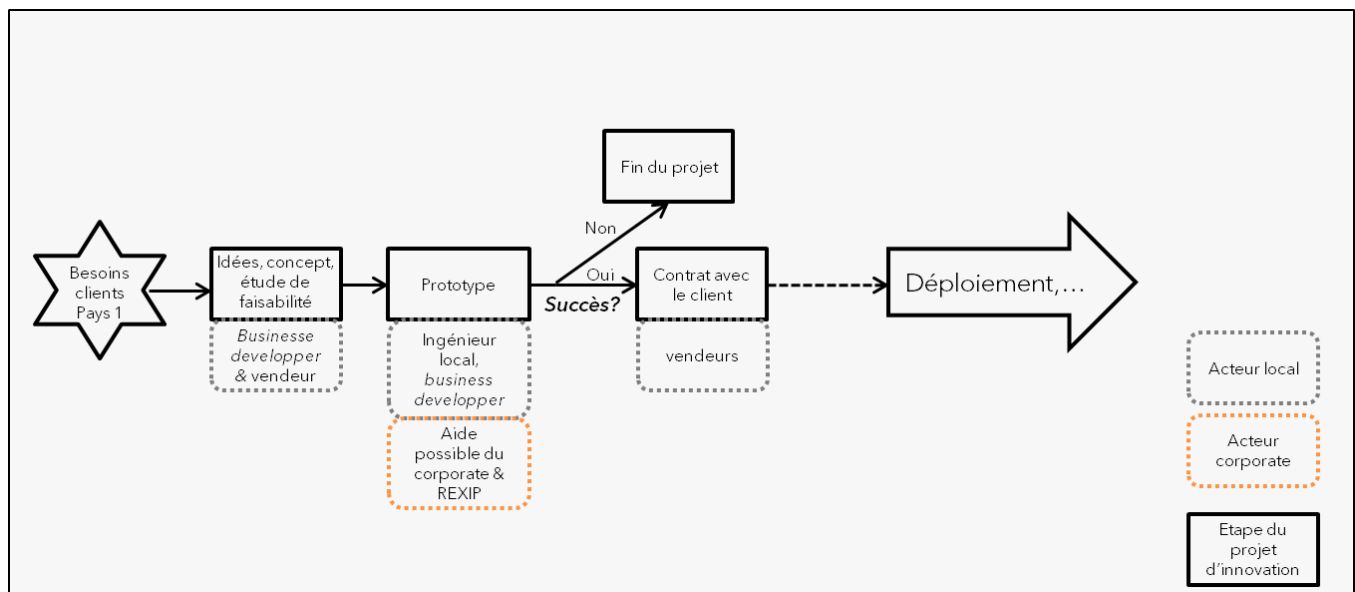 Fin du projet
Non
Besoins
clients
Pays 1
Idées, concept,
étude de
faisabilité
Businesse
developper
& vendeur
Prototype
Ingénieur
local,
business
developper
Aide
possible du
corporate &
REXIP
Oui
Succès?
Contrat avec
le client
vendeurs
Déploiement,...
Acteur local
Acteur
corporate
Etape du
projet
d'innovation